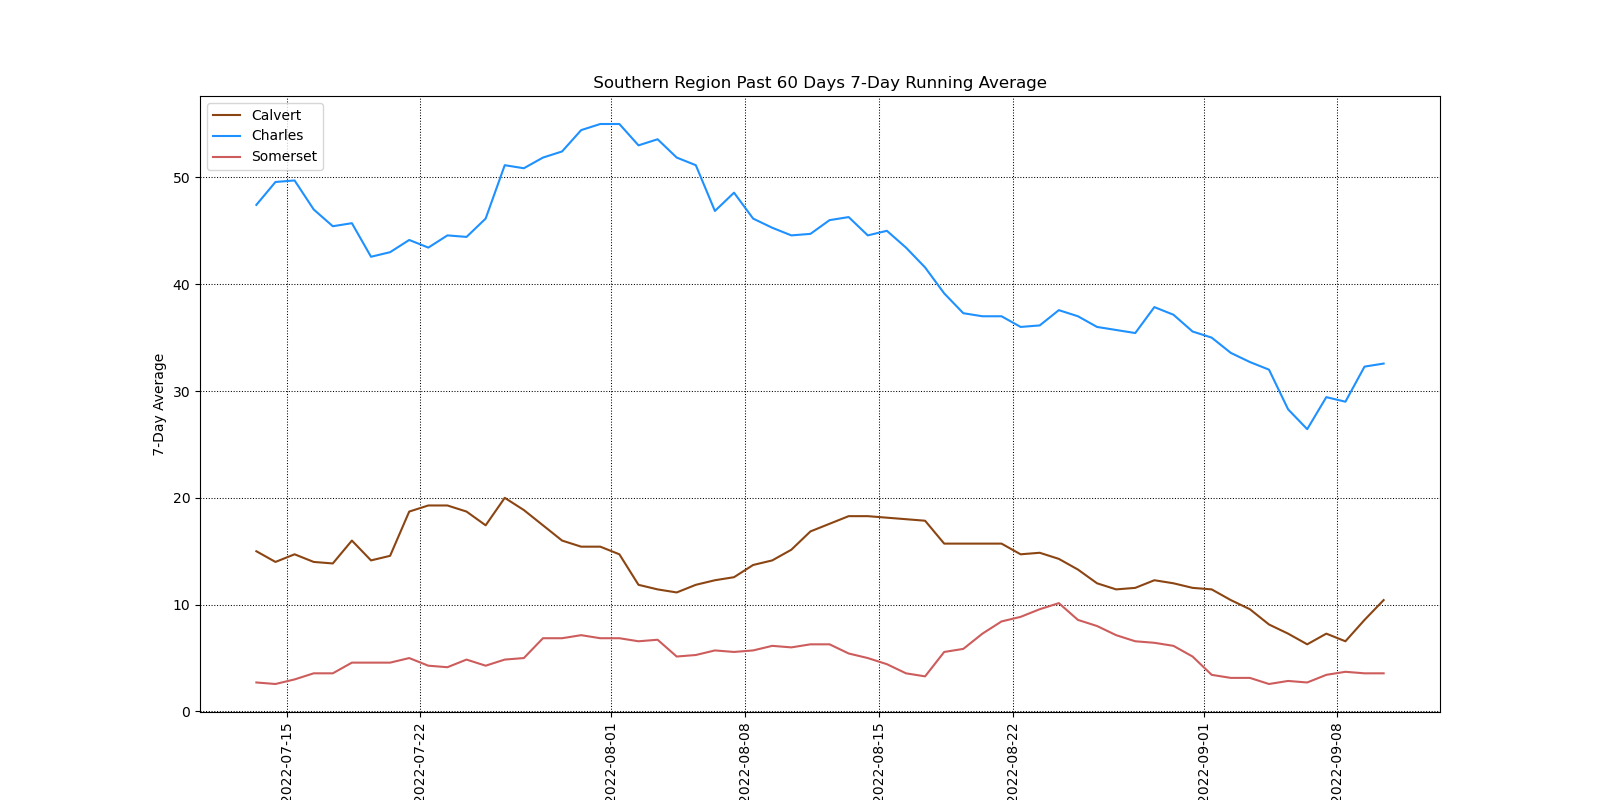 Southern Region Past 60 Days 7-Day Running Average
Calvert
Charles
Somerset
7-Day Average
50
40
30
20
10
0
2022-07-15
2022-07-22
2022-08-01
2022-08-08
2022-08-15
2022-08-22
2022-09-01
2022-09-08